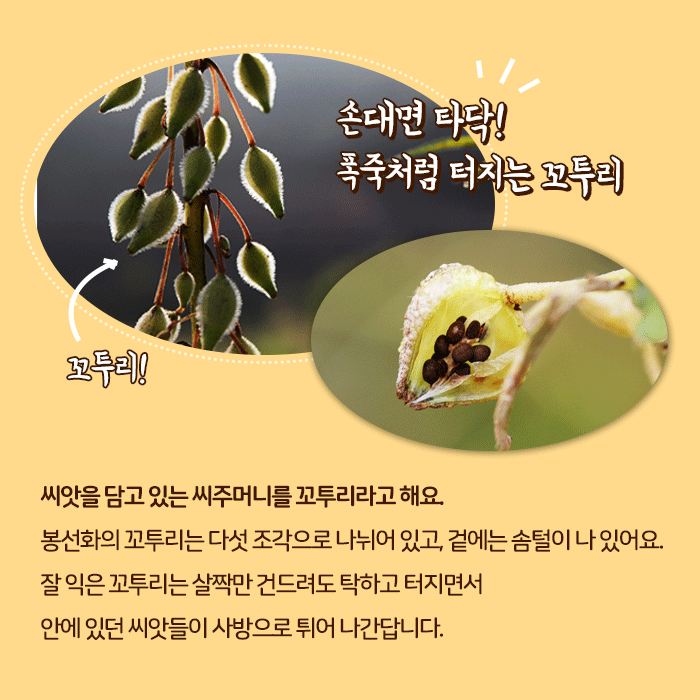 손대면 타닥!
폭죽처럼 터지는 꼬투리
꼬투리!
씨앗을 담고 있는 씨주머니를 꼬투리라고 해요.
봉선화의 꼬투리는 다섯 조각으로 나뉘어 있고, 겉에는 솜털이 나 있어요.
잘 익은 꼬투리는 살짝만 건드려도 탁하고 터지면서
안에 있던 씨앗들이 사방으로 튀어 나간답니다.